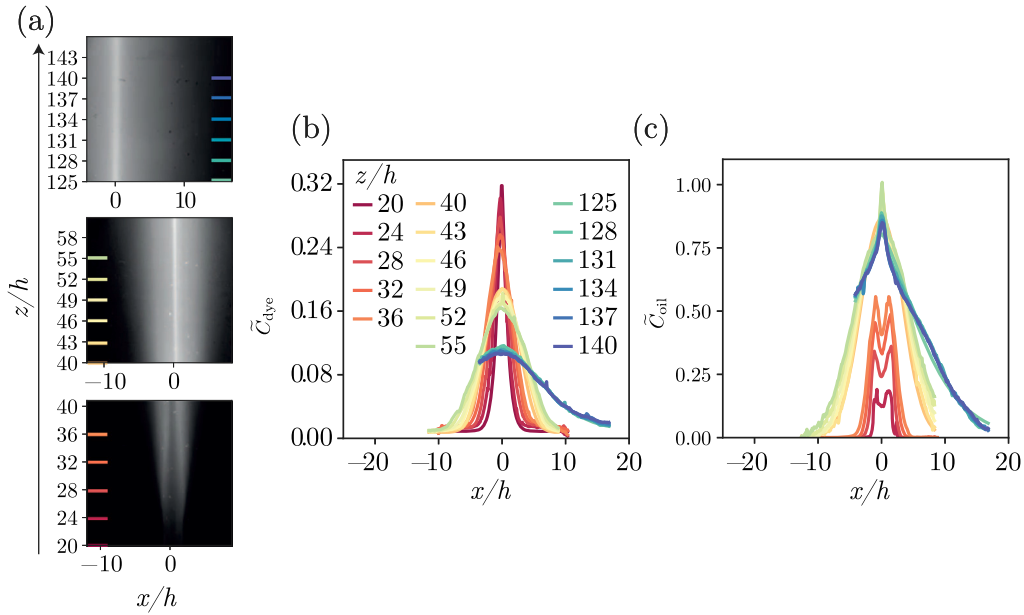 (a)
z/h
143
140
137
134
131
128
125
0 10
58
55
52
49
46
43
40
−10 0
40
36
32
28
24
20
−10 0
x/h
(b)
z/h
20 40 125
24 43 128
28 46 131
32 49 134
36 52 137
55 140
C̃dye
0.32
0.24
0.16
0.08
0.00
−20 −10 0 10 20
x/h
(c)
C̃oil
1.00
0.75
0.50
0.25
0.00
−20 −10 0 10 20
x/h